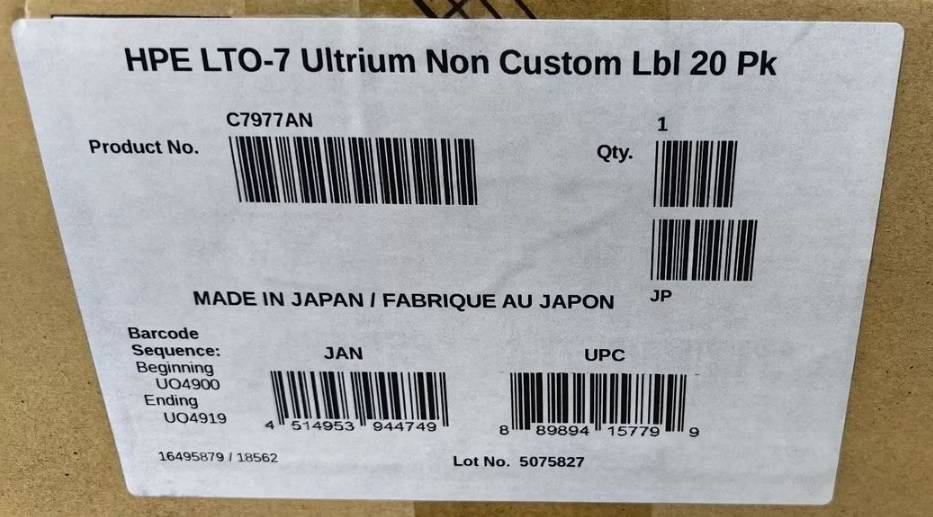 HPE LTO-7 Ultrium Non Custom Lbl 20 Pk
C7977AN
Product No.
1
Qty.
JP
MADE IN JAPAN / FABRIQUE AU JAPON
Barcode
Sequence:
Beginning
UO4900
Ending
UO4919
JAN
4 514953 944749
UPC
8 89894 15779 9
16495879 / 18562
Lot No. 5075827